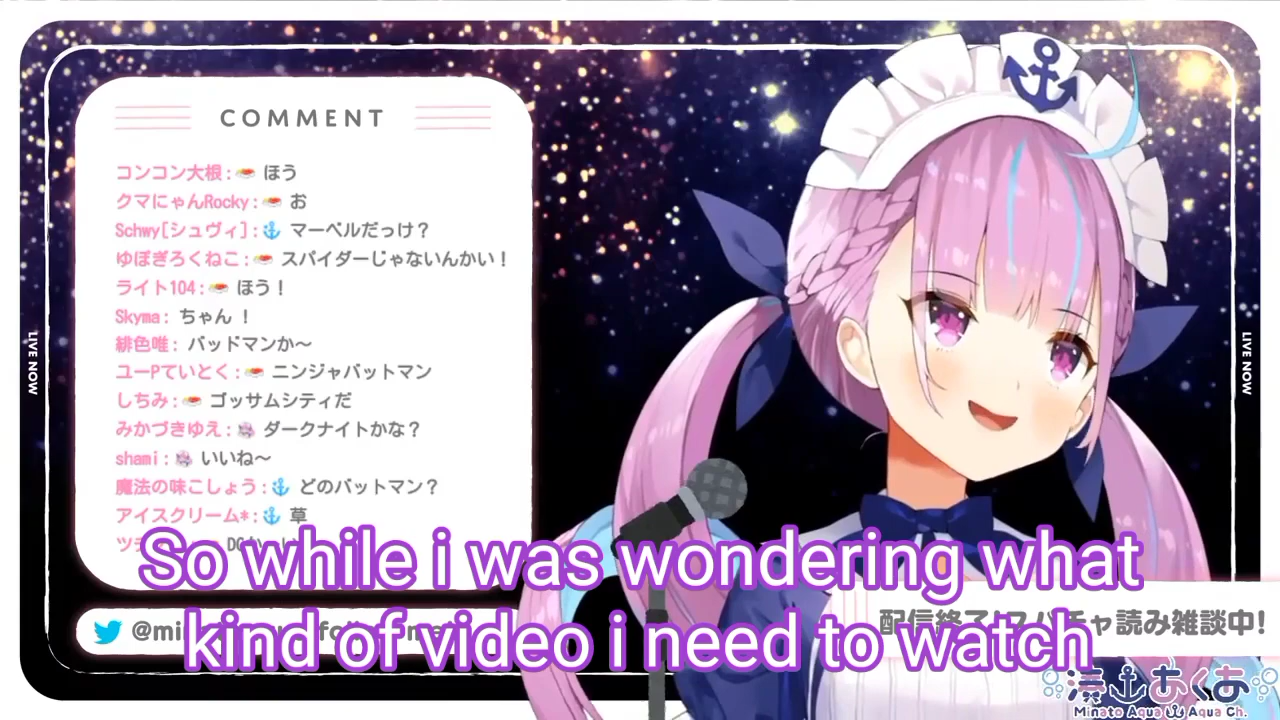 COMMENT
コンコン大根: ほう
クマにゃんRocky: お
Schwy[シュヴィ]: マーベルだっけ？
ゆぽぎろくねこ: スパイダーじゃないんかい！
ライト104: ほう！
Skyma: ちゃん ！
緋色唯: バッドマンか～
ユーPていとく: ニンジャバットマン
しちみ: ゴッサムシティだ
みかづきゆえ: ダークナイトかな？
shami: いいね～
魔法の味こしょう: どのバットマン？
アイスクリーム*: 草
So while i was wondering what
kind of video i need to watch
LIVE NOW
LIVE NOW
読み雑談中!
湊あくあ
Minato Aqua Aqua Ch.